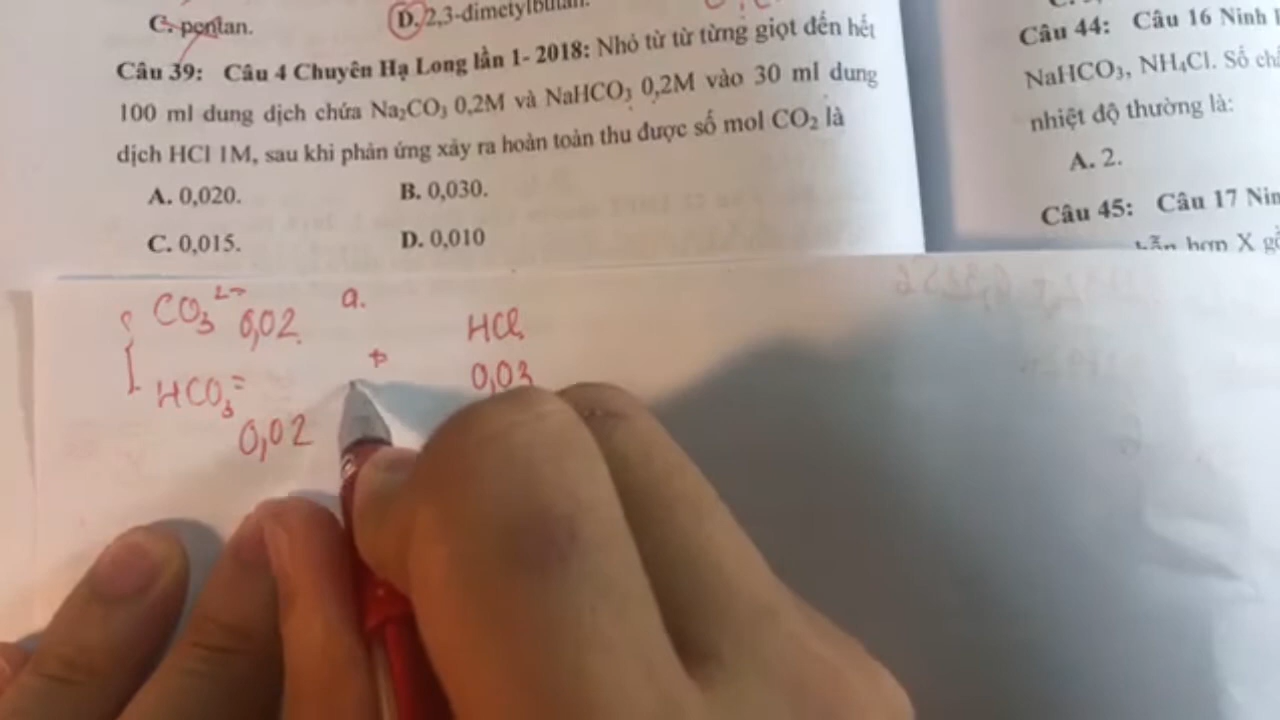 C. pentan.
D. 2,3-dimetylbutan.
Câu 39: Câu 4 Chuyên Hạ Long lần 1- 2018: Nhỏ từ từ từng giọt đến hết
100 ml dung dịch chứa Na₂CO₃ 0,2M và NaHCO₃ 0,2M vào 30 ml dung
dịch HCl 1M, sau khi phản ứng xảy ra hoàn toàn thu được số mol CO₂ là
A. 0,020.
B. 0,030.
C. 0,015.
D. 0,010
Câu 44: Câu 16 Ninh
NaHCO₃, NH₄Cl. Số
nhiệt độ thường là:
A. 2.
Câu 45: Câu 17
hơn X
CO₃²⁻ 0,02 a.
HCl
0,03
HCO₃⁻
0,02